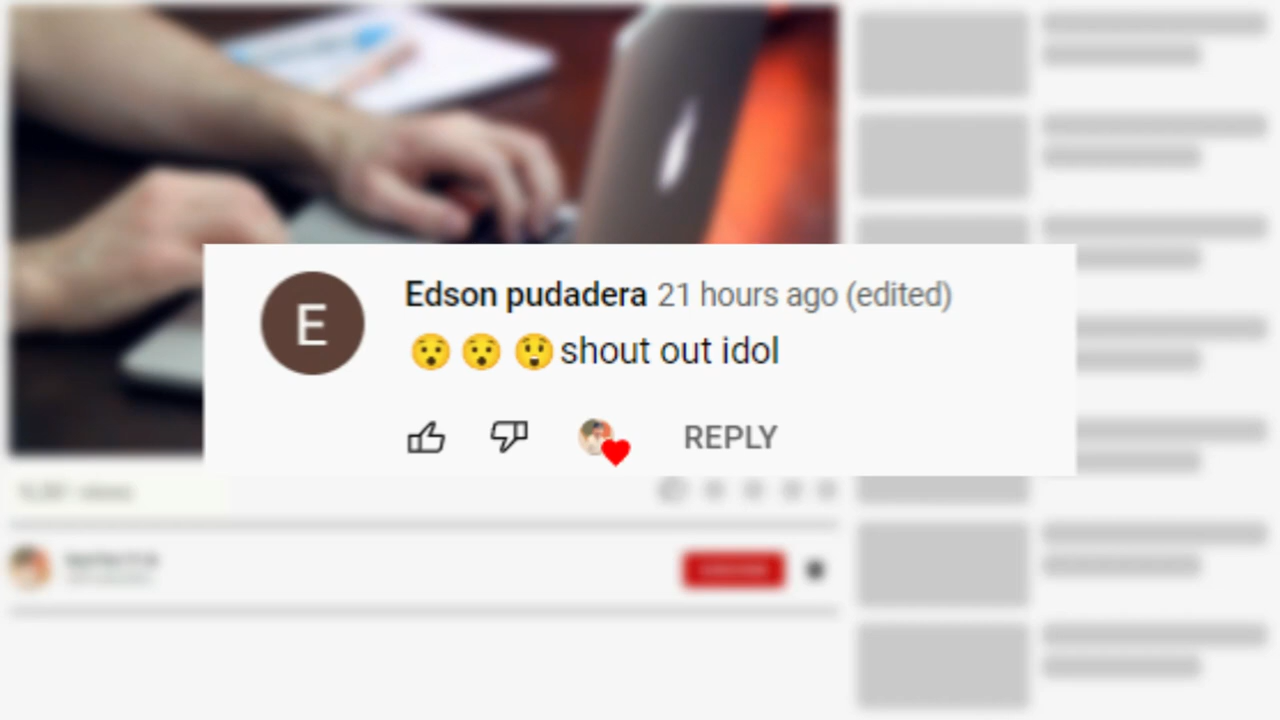 E
Edson pudadera 21 hours ago (edited)
😯 😯 😲 shout out idol
REPLY